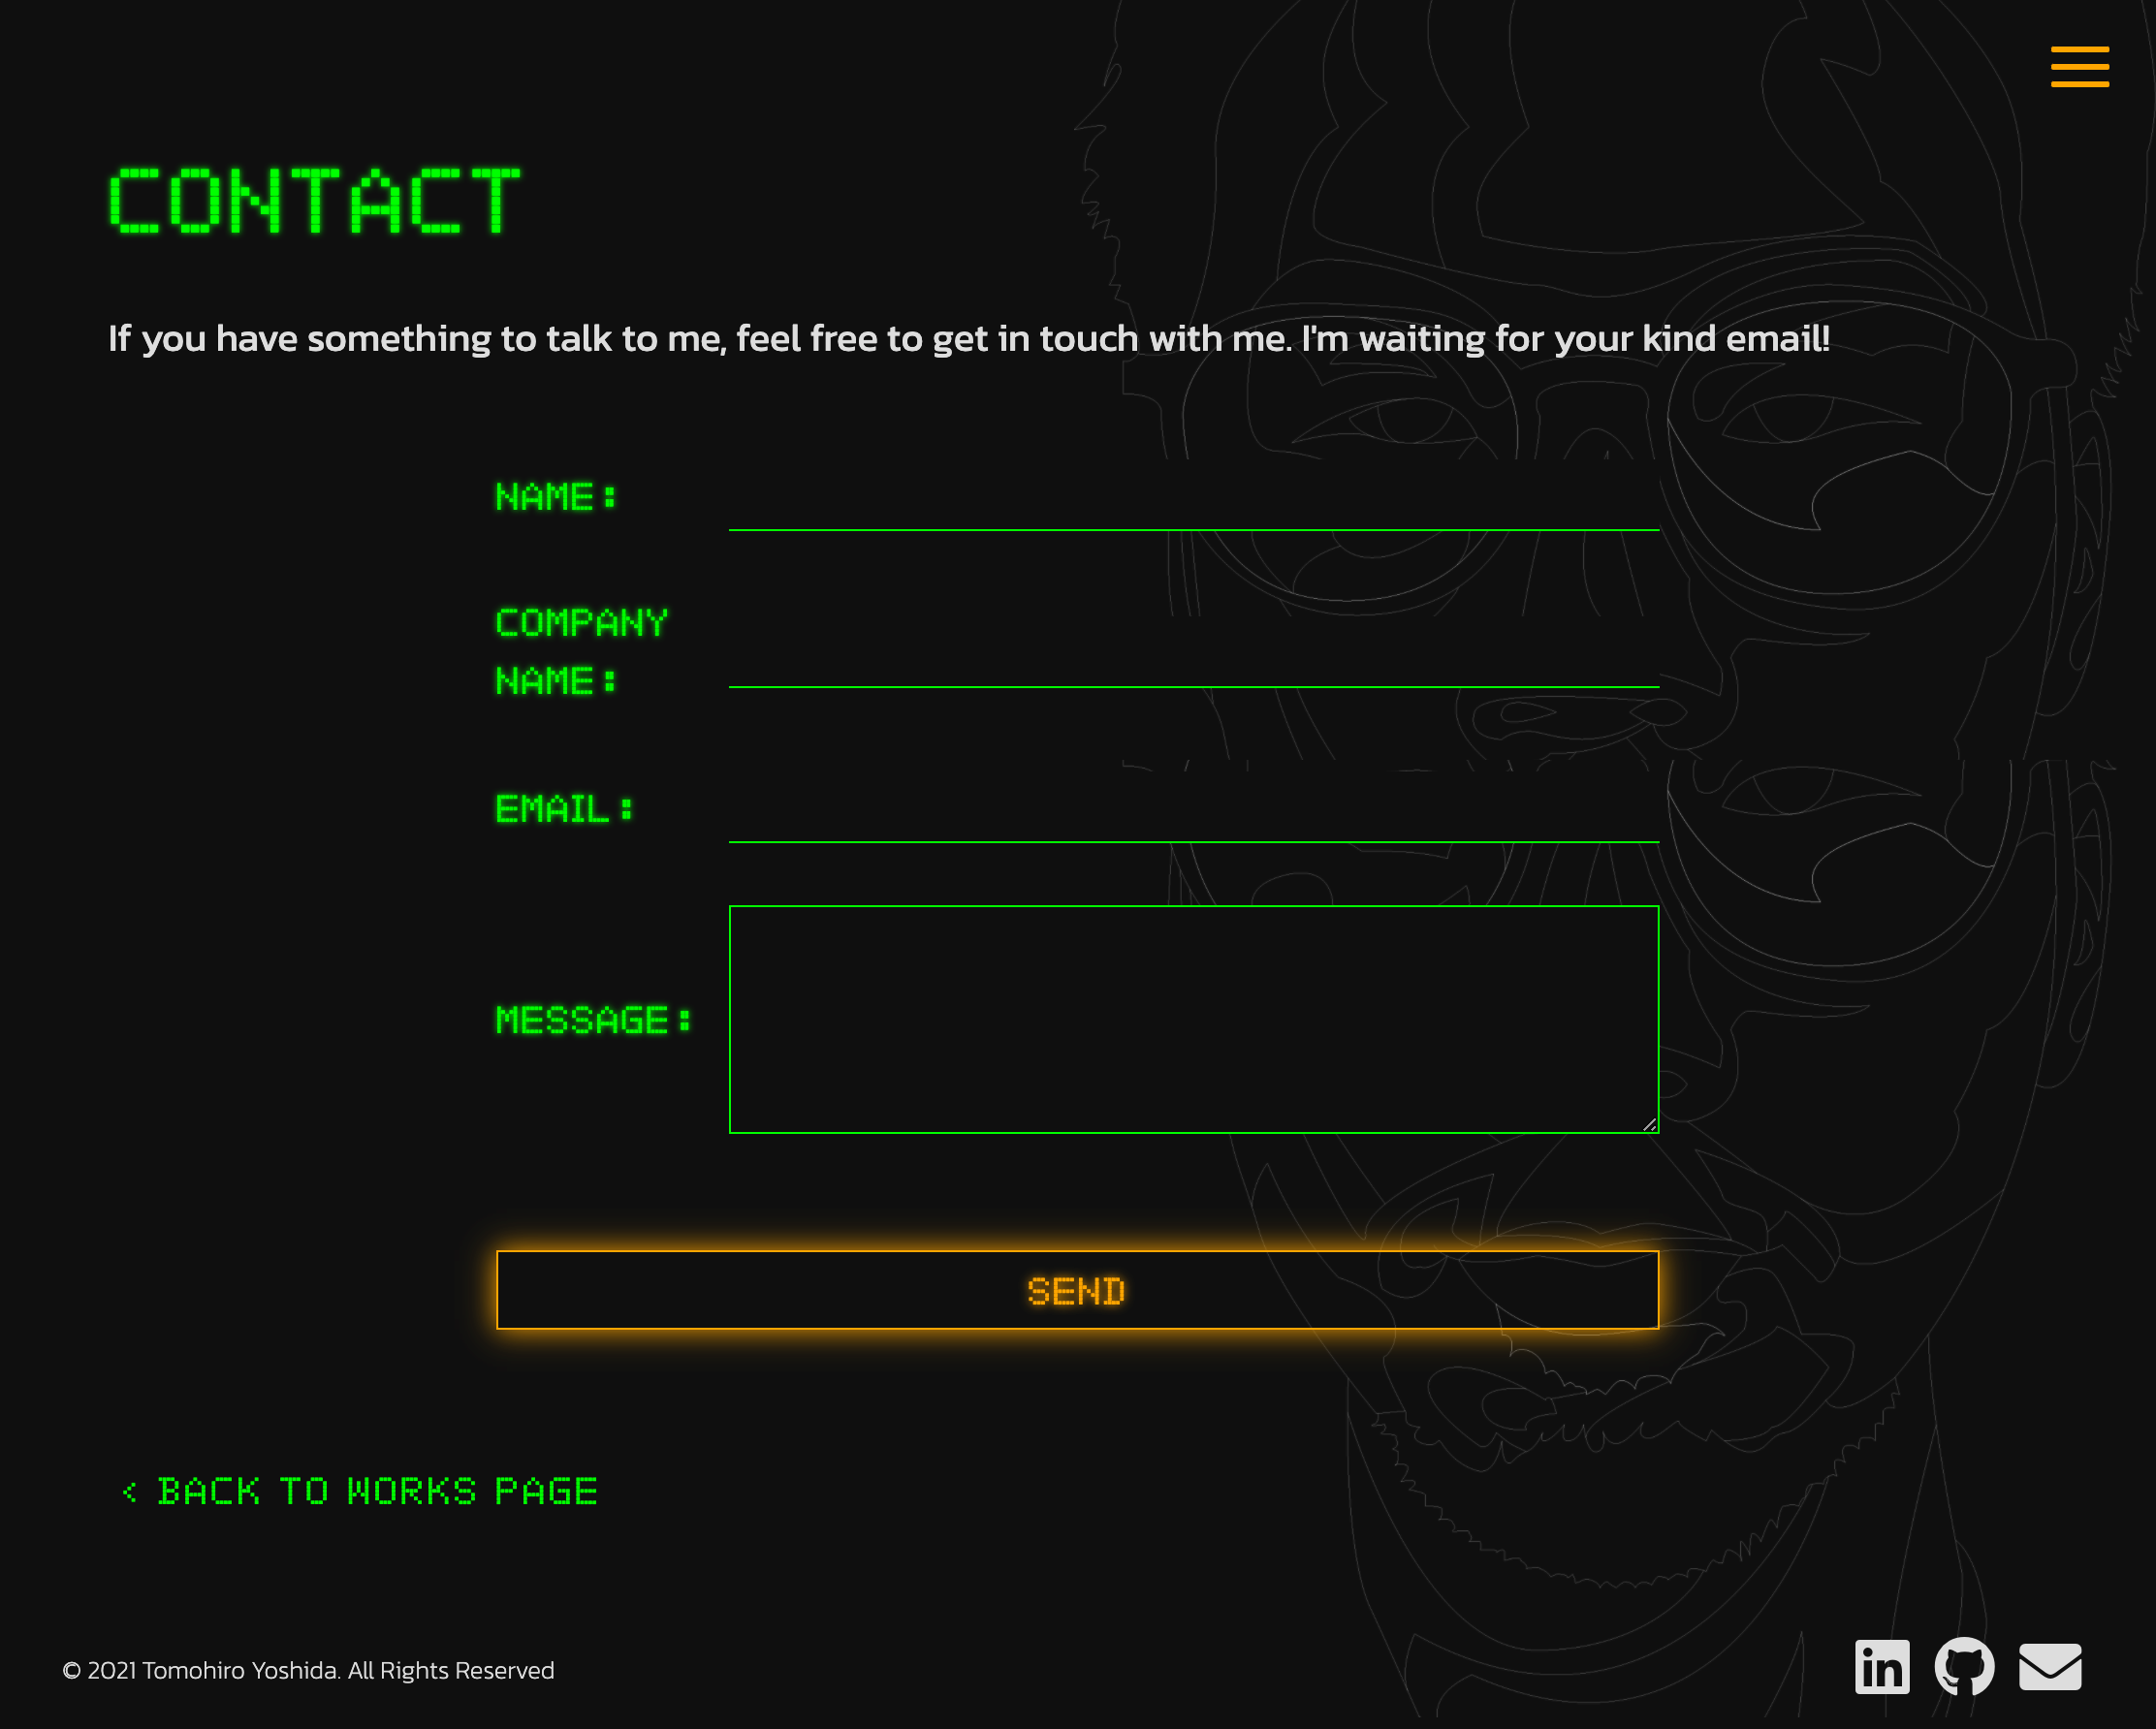 CONTACT
If you have something to talk to me, feel free to get in touch with me. I'm waiting for your kind email!
NAME:
COMPANY
NAME:
EMAIL:
MESSAGE:
SEND
< BACK TO WORKS PAGE
© 2021 Tomohiro Yoshida. All Rights Reserved
in